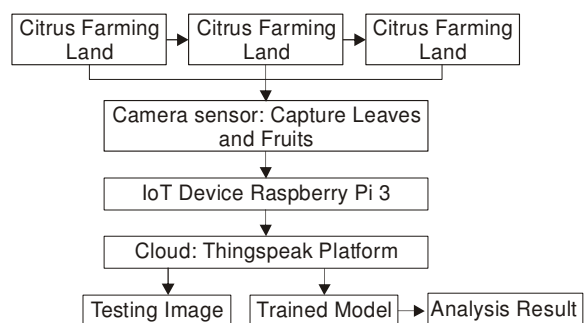 Citrus Farming
Land
Citrus Farming
Land
Citrus Farming
Land
Camera sensor: Capture Leaves
and Fruits
IoT Device Raspberry Pi 3
Cloud: Thingspeak Platform
Testing Image
Trained Model
Analysis Result